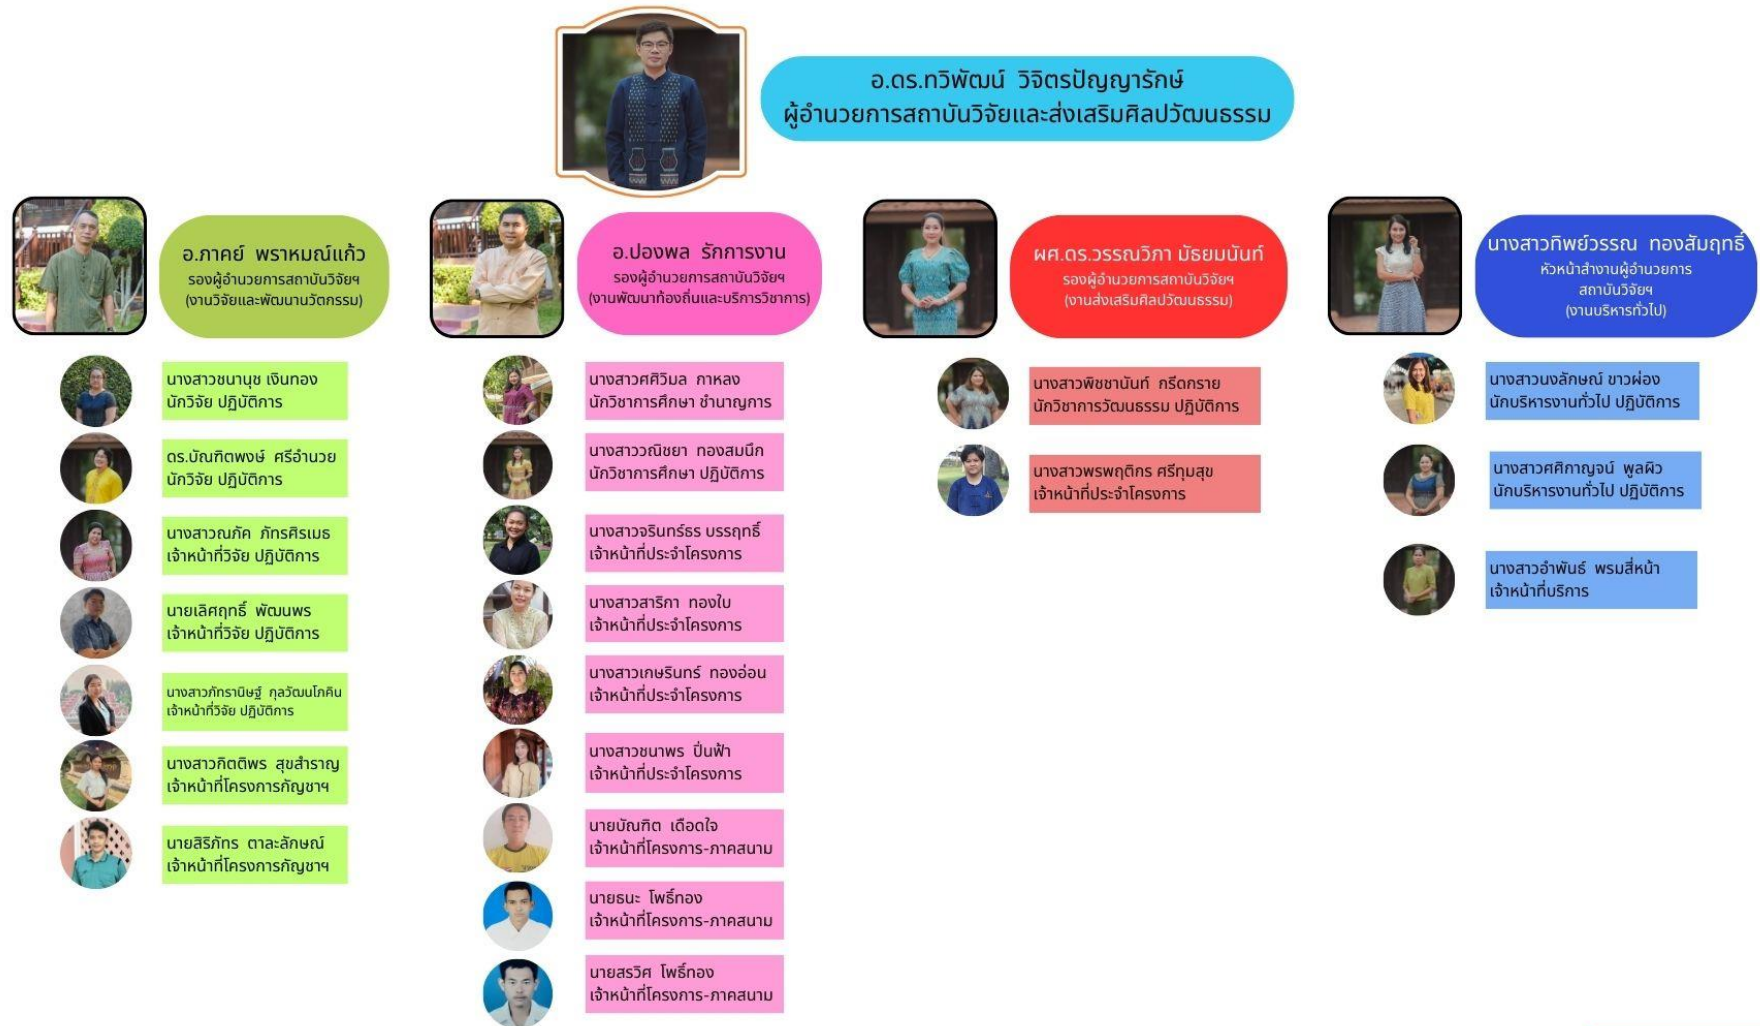 อ.ดร.ทวิพัฒน์ วิจิตรปัญญารักษ์
ผู้อำนวยการสถาบันวิจัยและส่งเสริมศิลปวัฒนธรรม
อ.ภาคย์ พราหมณ์แก้ว
รองผู้อำนวยการสถาบันวิจัยฯ
(งานวิจัยและพัฒนานวัตกรรม)
นางสาวชนานุช เงินทอง
นักวิจัย ปฏิบัติการ
ดร.บัณฑิตพงษ์ ศรีอำนวย
นักวิจัย ปฏิบัติการ
นางสาวณภัค ภัทรศิรเมธ
เจ้าหน้าที่วิจัย ปฏิบัติการ
นายเลิศฤทธิ์ พัฒนพร
เจ้าหน้าที่วิจัย ปฏิบัติการ
นางสาวภัทรานิษฐ์ กุลวัฒนโภคิน
เจ้าหน้าที่วิจัย ปฏิบัติการ
นางสาวกิตติพร สุขสำราญ
เจ้าหน้าที่โครงการกัญชาฯ
นายสิริภัทร ตาละลักษณ์
เจ้าหน้าที่โครงการกัญชาฯ
อ.ปองพล รักการงาน
รองผู้อำนวยการสถาบันวิจัยฯ
(งานพัฒนาท้องถิ่นและบริการวิชาการ)
นางสาวศศิวิมล กาหลง
นักวิชาการศึกษา ชำนาญการ
นางสาววณิชยา ทองสมนึก
นักวิชาการศึกษา ปฏิบัติการ
นางสาวจรินทร์ธร บรรฤทธิ์
เจ้าหน้าที่ประจำโครงการ
นางสาวสาริกา ทองใบ
เจ้าหน้าที่ประจำโครงการ
นางสาวเกษรินทร์ ทองอ่อน
เจ้าหน้าที่ประจำโครงการ
นางสาวชนาพร ปิ่นฟ้า
เจ้าหน้าที่ประจำโครงการ
นายบัณฑิต เดือดใจ
เจ้าหน้าที่โครงการ-ภาคสนาม
นายธนะ โพธิ์ทอง
เจ้าหน้าที่โครงการ-ภาคสนาม
นายสรวิศ โพธิ์ทอง
เจ้าหน้าที่โครงการ-ภาคสนาม
ผศ.ดร.วรรณวิภา มัธยมนันท์
รองผู้อำนวยการสถาบันวิจัยฯ
(งานส่งเสริมศิลปวัฒนธรรม)
นางสาวพิชชานันท์ กรีดกราย
นักวิชาการวัฒนธรรม ปฏิบัติการ
นางสาวพรพฤติกร ศรีทุมสุข
เจ้าหน้าที่ประจำโครงการ
นางสาวทิพย์วรรณ ทองสัมฤทธิ์
หัวหน้าสำงานผู้อำนวยการ
สถาบันวิจัยฯ
(งานบริหารทั่วไป)
นางสาวนงลักษณ์ ขาวผ่อง
นักบริหารงานทั่วไป ปฏิบัติการ
นางสาวศศิกาญจน์ พูลผิว
นักบริหารงานทั่วไป ปฏิบัติการ
นางสาวอำพันธ์ พรมสี่หน้า
เจ้าหน้าที่บริการ